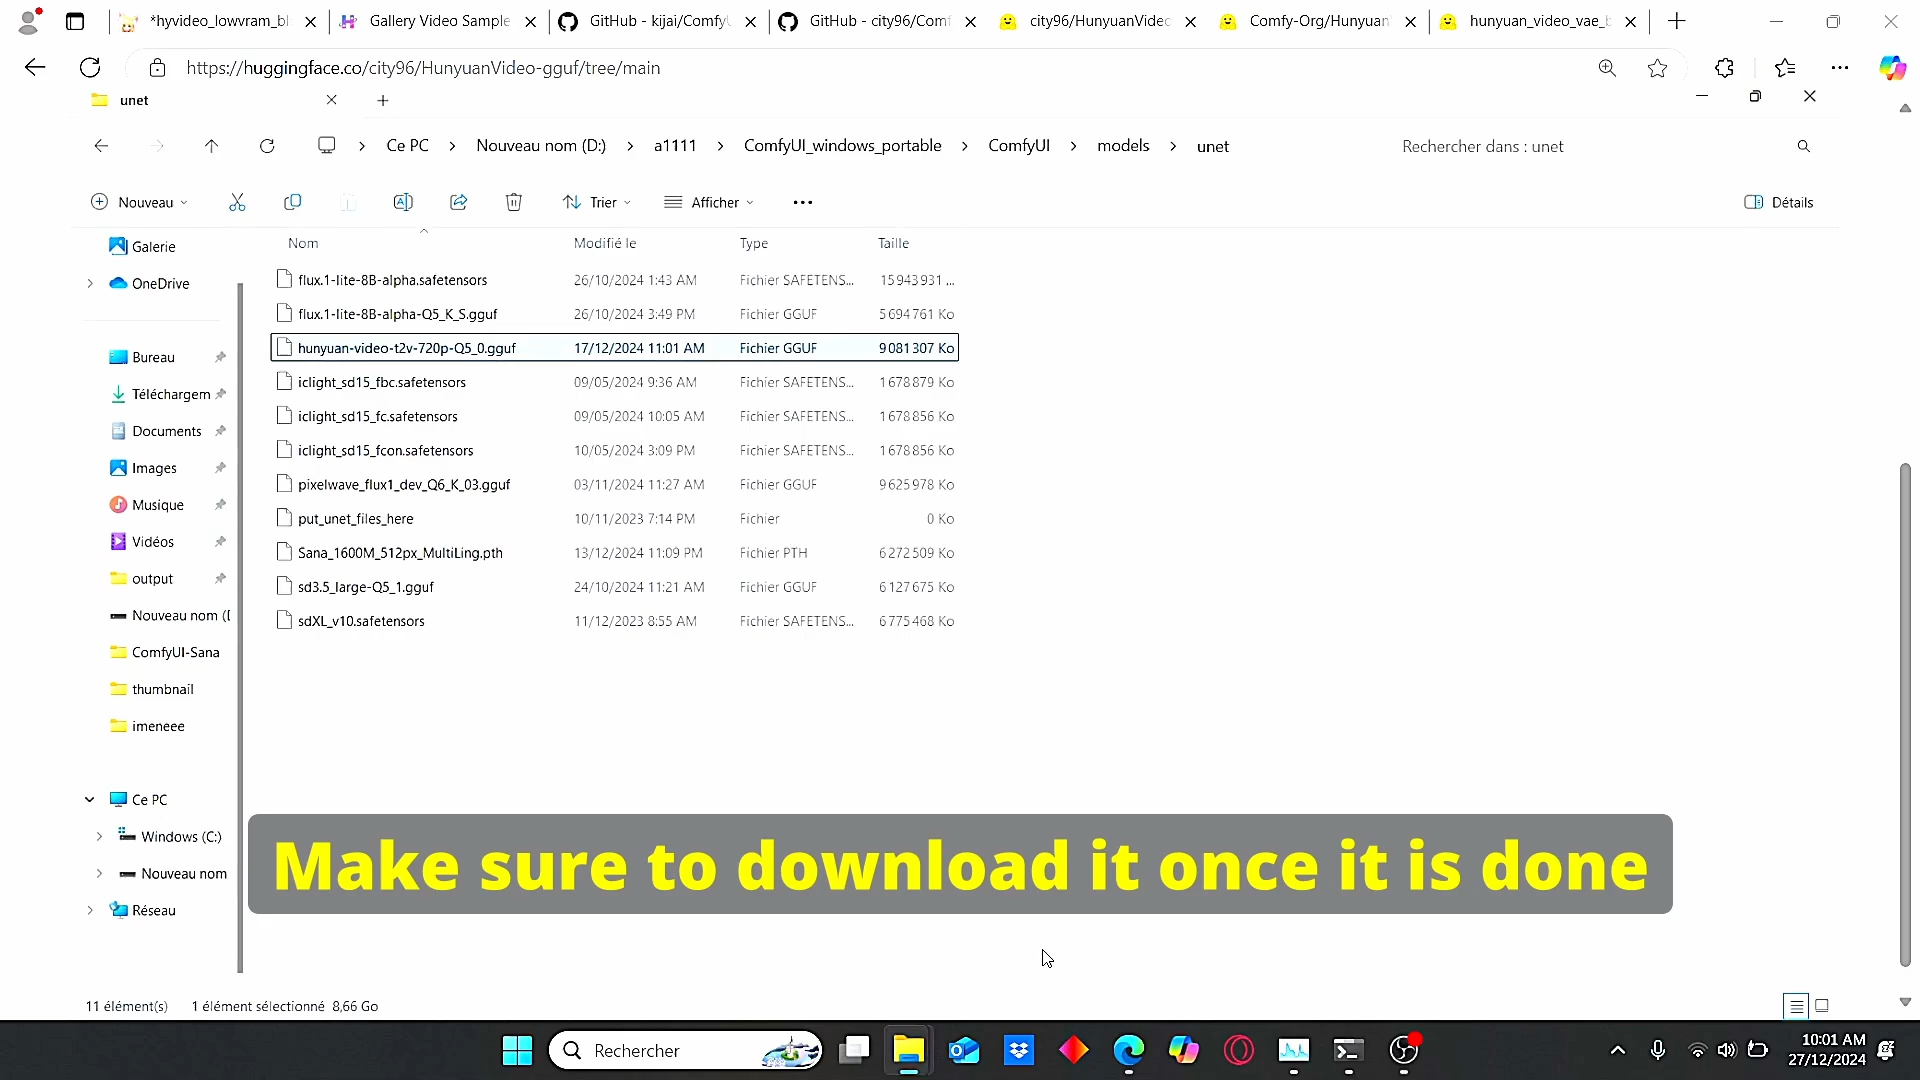 *hyvideo_lowvram_bl
Gallery Video Sample
GitHub - kijai/ComfyU
GitHub - city96/Comf
city96/HunyuanVideo
Comfy-Org/Hunyuan
hunyuan_video_vae_b
https://huggingface.co/city96/HunyuanVideo-gguf/tree/main
unet
Ce PC > Nouveau nom (D:) > a1111 > ComfyUI_windows_portable > ComfyUI > models > unet
Rechercher dans : unet
Nouveau
Trier
Afficher
Détails
Nom Modifié le Type Taille
flux.1-lite-8B-alpha.safetensors 26/10/2024 1:43 AM Fichier SAFETENS... 15 943 931 ...
flux.1-lite-8B-alpha-Q5_K_S.gguf 26/10/2024 3:49 PM Fichier GGUF 5 694 761 Ko
hunyuan-video-t2v-720p-Q5_0.gguf 17/12/2024 11:01 AM Fichier GGUF 9 081 307 Ko
iclight_sd15_fbc.safetensors 09/05/2024 9:36 AM Fichier SAFETENS... 1 678 879 Ko
iclight_sd15_fc.safetensors 09/05/2024 10:05 AM Fichier SAFETENS... 1 678 856 Ko
iclight_sd15_fcon.safetensors 10/05/2024 3:09 PM Fichier SAFETENS... 1 678 856 Ko
pixelwave_flux1_dev_Q6_K_03.gguf 03/11/2024 11:27 AM Fichier GGUF 9 625 978 Ko
put_unet_files_here 10/11/2023 7:14 PM Fichier 0 Ko
Sana_1600M_512px_MultiLing.pth 13/12/2024 11:09 PM Fichier PTH 6 272 509 Ko
sd3.5_large-Q5_1.gguf 24/10/2024 11:21 AM Fichier GGUF 6 127 675 Ko
sdXL_v10.safetensors 11/12/2023 8:55 AM Fichier SAFETENS... 6 775 468 Ko
Galerie
OneDrive
Bureau
Téléchargem
Documents
Images
Musique
Vidéos
output
Nouveau nom (D
ComfyUI-Sana
thumbnail
imeneee
Ce PC
Windows (C:)
Nouveau nom
Réseau
Make sure to download it once it is done
11 élément(s) 1 élément sélectionné 8,66 Go
Rechercher
10:01 AM
27/12/2024